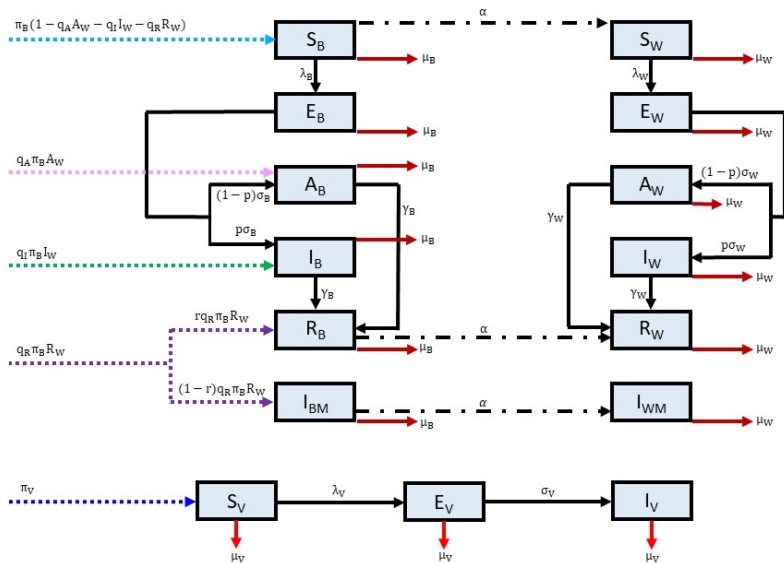 π_B(1−q_A A_W−q_I I_W−q_R R_W)
α
S_B
S_W
μ_B
μ_W
λ_B
λ_W
E_B
E_W
μ_B
μ_W
q_A π_B A_W
μ_B
A_B
A_W
(1−p)σ_B
(1−p)σ_W
μ_W
γ_B
γ_W
pσ_B
pσ_W
q_I π_B I_W
μ_B
I_B
I_W
μ_W
γ_B
γ_W
rq_R π_B R_W
α
R_B
R_W
q_R π_B R_W
μ_B
μ_W
(1−r)q_R π_B R_W
α
I_BM
I_WM
μ_B
μ_W
π_V
λ_V
σ_V
S_V
E_V
I_V
μ_V
μ_V
μ_V